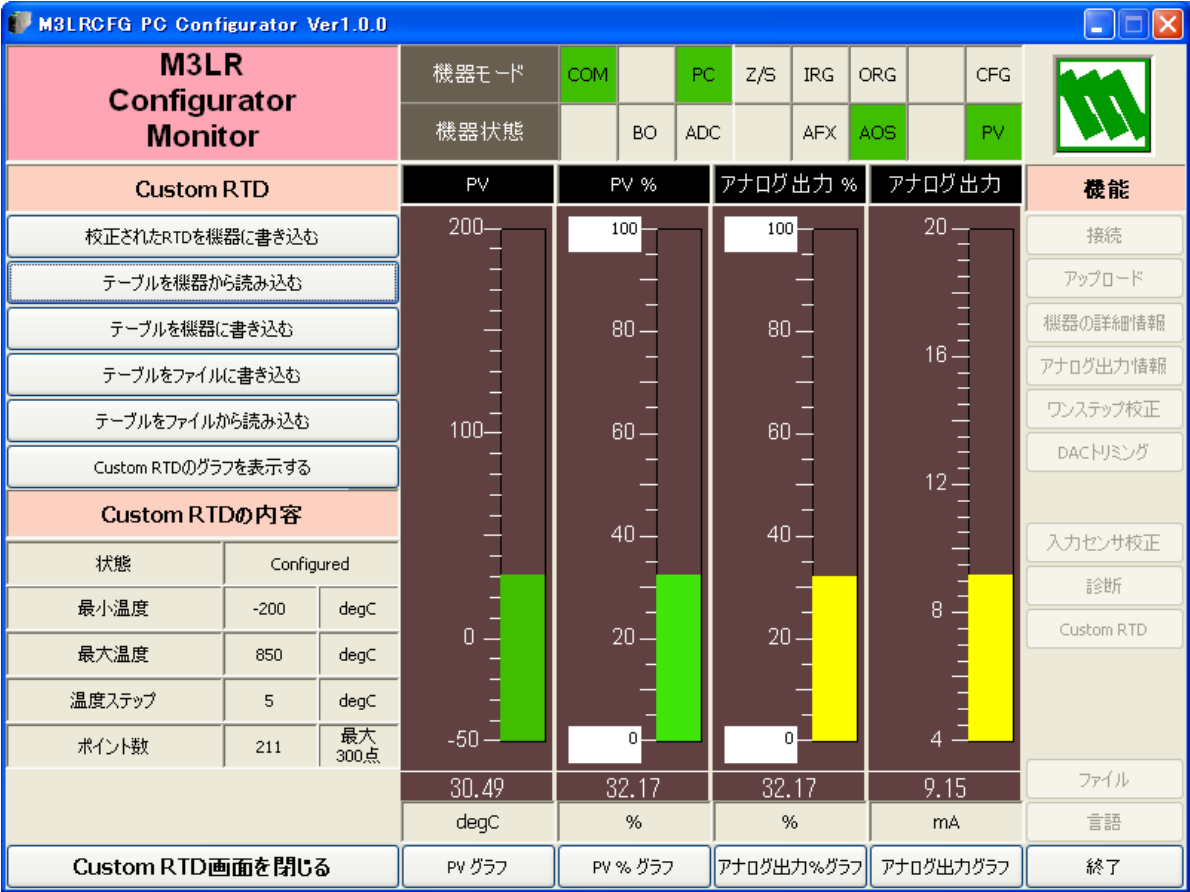 M3LRCFG PC Configurator Ver1.0.0
M3LR
Configurator
Monitor
機器モード
COM
PC
Z/S
IRG
ORG
CFG
機器状態
BO
ADC
AFX
AOS
PV
Custom RTD
校正されたRTDを機器に書き込む
テーブルを機器から読み込む
テーブルを機器に書き込む
テーブルをファイルに書き込む
テーブルをファイルから読み込む
Custom RTDのグラフを表示する
Custom RTDの内容
状態
Configured
最小温度
-200
degC
最大温度
850
degC
温度ステップ
5
degC
ポイント数
211
最大
300点
Custom RTD画面を閉じる
PV
200
100
0
-50
30.49
degC
PV グラフ
PV %
100
80
60
40
20
0
32.17
%
PV % グラフ
アナログ出力 %
100
80
60
40
20
0
32.17
%
アナログ出力%グラフ
アナログ出力
20
16
12
8
4
9.15
mA
アナログ出力グラフ
機能
接続
アップロード
機器の詳細情報
アナログ出力情報
ワンステップ校正
DACトリミング
入力センサ校正
診断
Custom RTD
ファイル
言語
終了